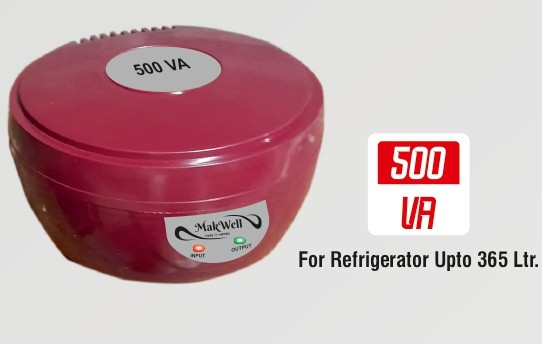 500 VA
MakWell
INPUT
OUTPUT
500
VA
For Refrigerator Upto 365 Ltr.